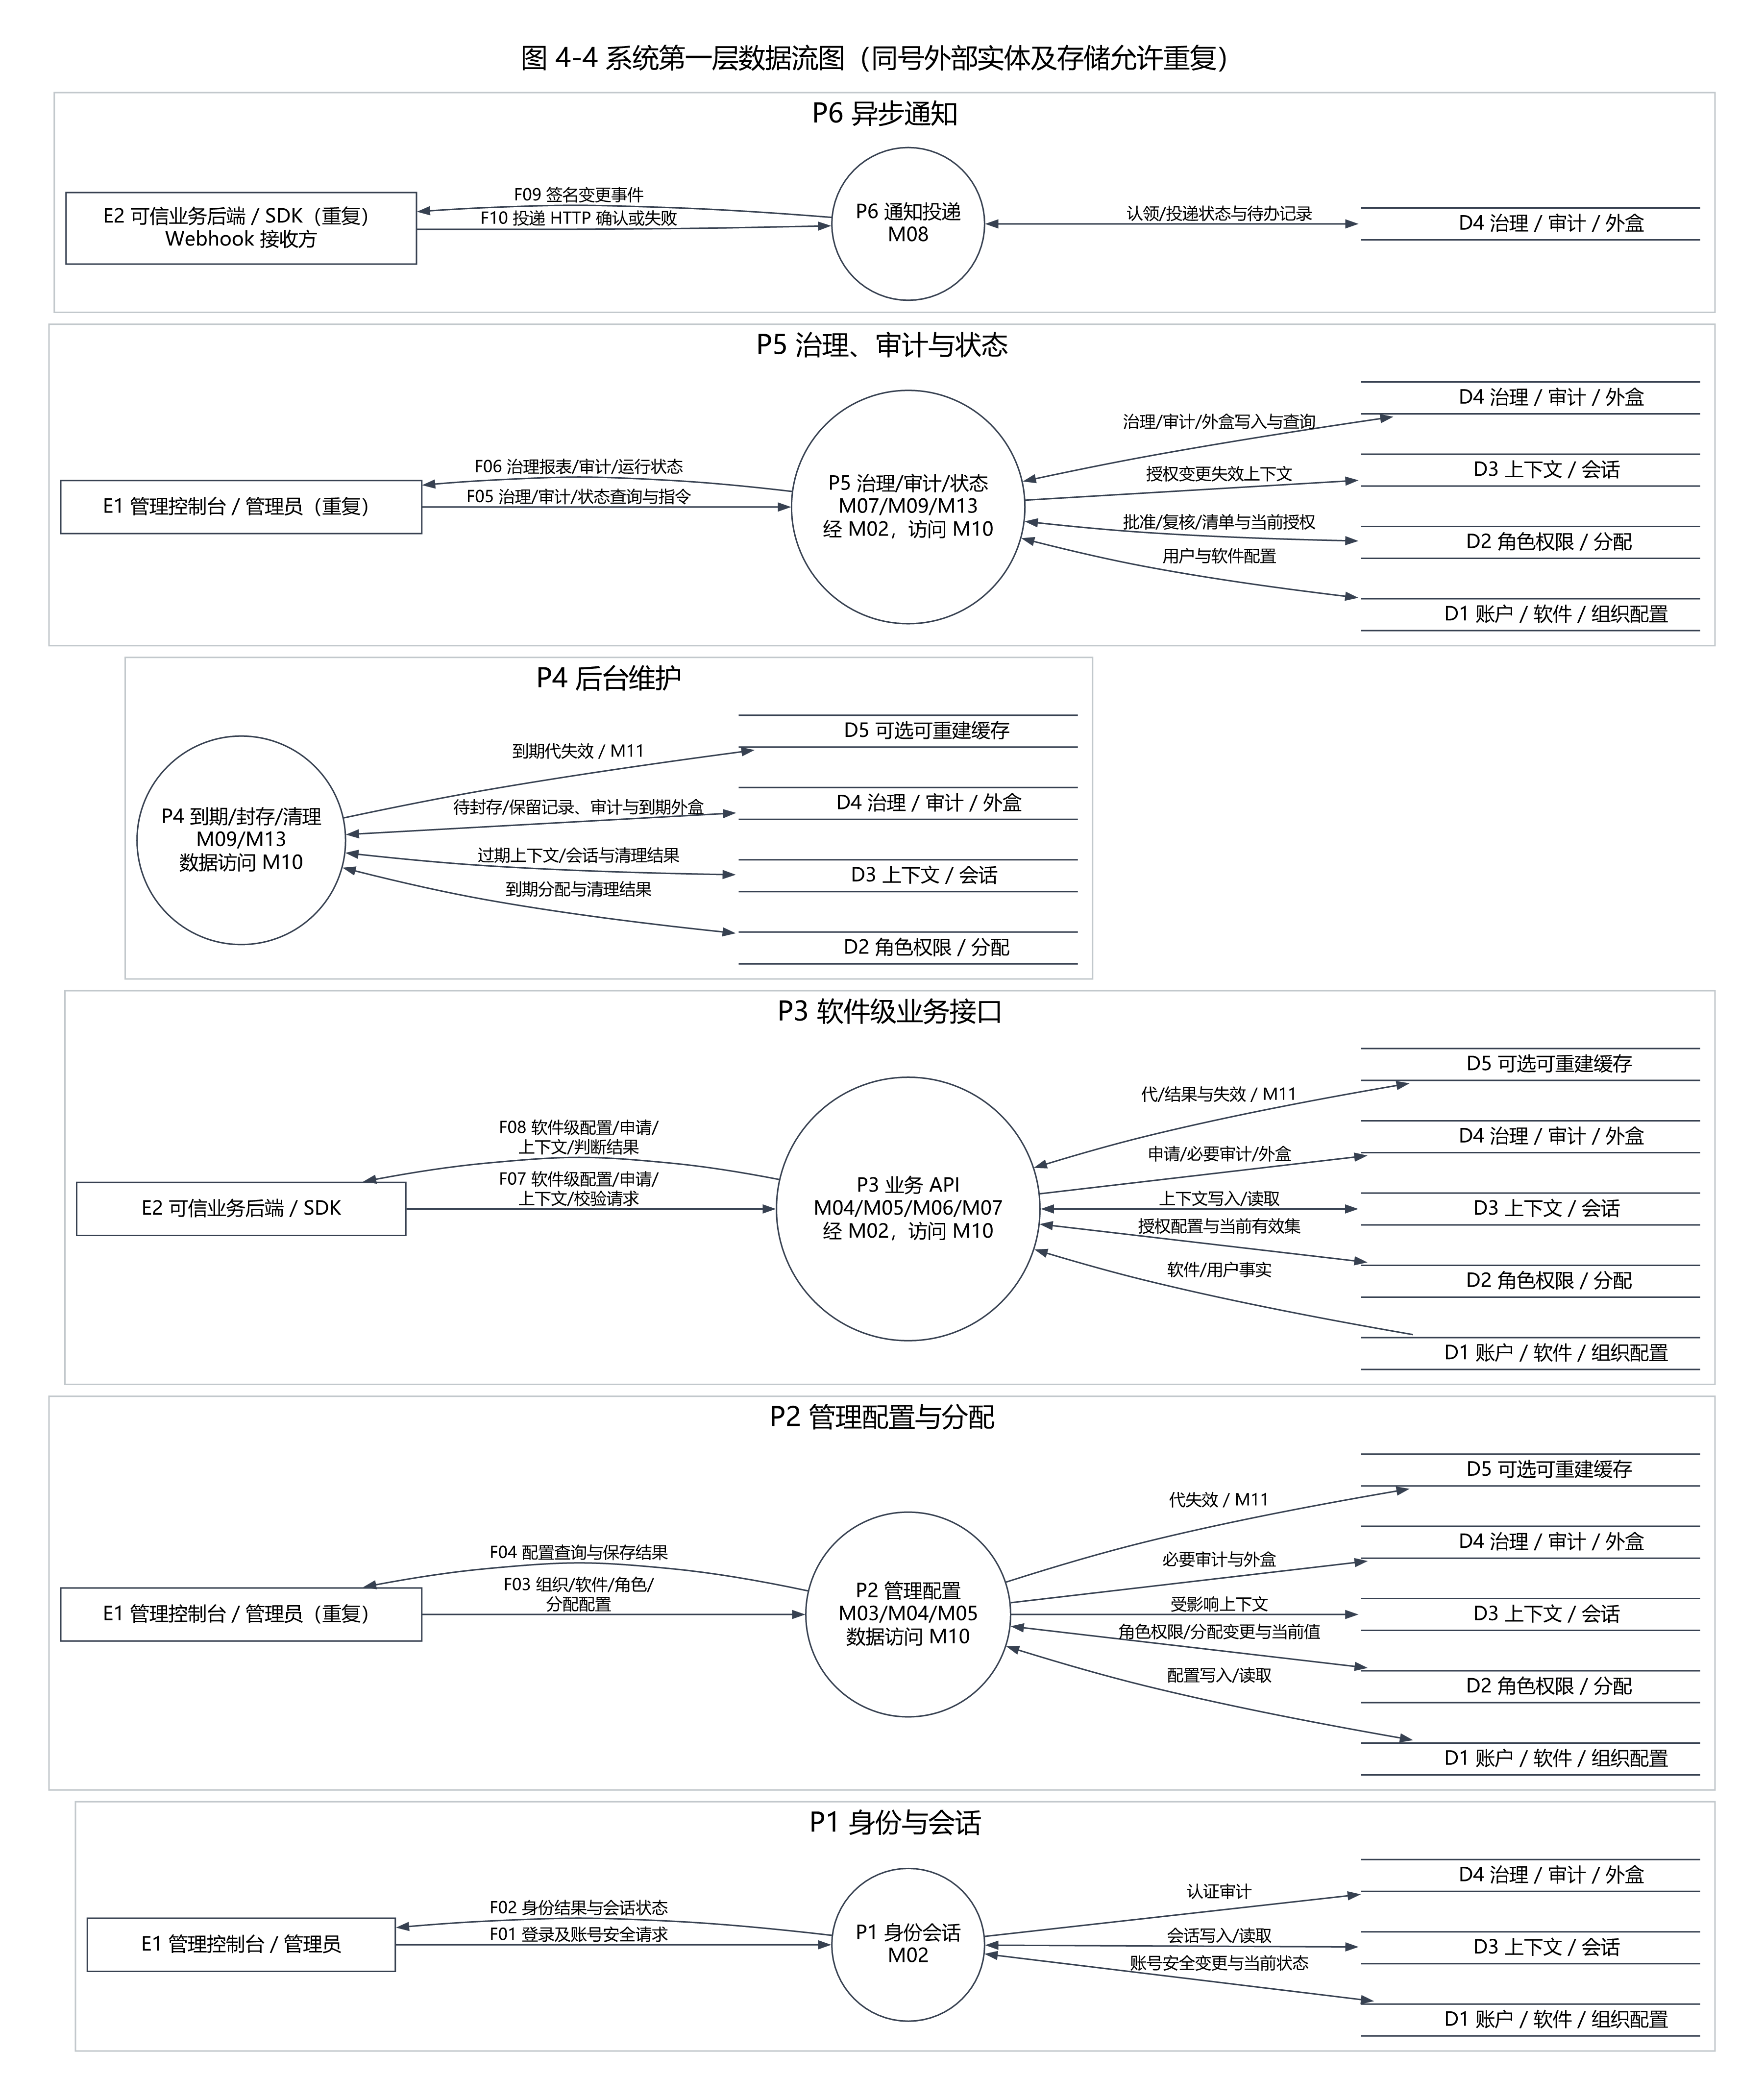 图 4-4 系统第一层数据流图（同号外部实体及存储允许重复）
P6 异步通知
E2 可信业务后端 / SDK（重复）
Webhook 接收方
F09 签名变更事件
F10 投递 HTTP 确认或失败
P6 通知投递
M08
认领/投递状态与待办记录
D4 治理 / 审计 / 外盒
P5 治理、审计与状态
E1 管理控制台 / 管理员（重复）
F06 治理报表/审计/运行状态
F05 治理/审计/状态查询与指令
P5 治理/审计/状态
M07/M09/M13
经 M02，访问 M10
治理/审计/外盒写入与查询
授权变更失效上下文
批准/复核/清单与当前授权
用户与软件配置
D4 治理 / 审计 / 外盒
D3 上下文 / 会话
D2 角色权限 / 分配
D1 账户 / 软件 / 组织配置
P4 后台维护
P4 到期/封存/清理
M09/M13
数据访问 M10
到期代失效 / M11
待封存/保留记录、审计与到期外盒
过期上下文/会话与清理结果
到期分配与清理结果
D5 可选可重建缓存
D4 治理 / 审计 / 外盒
D3 上下文 / 会话
D2 角色权限 / 分配
P3 软件级业务接口
E2 可信业务后端 / SDK
F08 软件级配置/申请/
上下文/判断结果
F07 软件级配置/申请/
上下文/校验请求
P3 业务 API
M04/M05/M06/M07
经 M02，访问 M10
代/结果与失效 / M11
申请/必要审计/外盒
上下文写入/读取
授权配置与当前有效集
软件/用户事实
D5 可选可重建缓存
D4 治理 / 审计 / 外盒
D3 上下文 / 会话
D2 角色权限 / 分配
D1 账户 / 软件 / 组织配置
P2 管理配置与分配
E1 管理控制台 / 管理员（重复）
F04 配置查询与保存结果
F03 组织/软件/角色/
分配配置
P2 管理配置
M03/M04/M05
数据访问 M10
代失效 / M11
必要审计与外盒
受影响上下文
角色权限/分配变更与当前值
配置写入/读取
D5 可选可重建缓存
D4 治理 / 审计 / 外盒
D3 上下文 / 会话
D2 角色权限 / 分配
D1 账户 / 软件 / 组织配置
P1 身份与会话
E1 管理控制台 / 管理员
F02 身份结果与会话状态
F01 登录及账号安全请求
P1 身份会话
M02
认证审计
会话写入/读取
账号安全变更与当前状态
D4 治理 / 审计 / 外盒
D3 上下文 / 会话
D1 账户 / 软件 / 组织配置